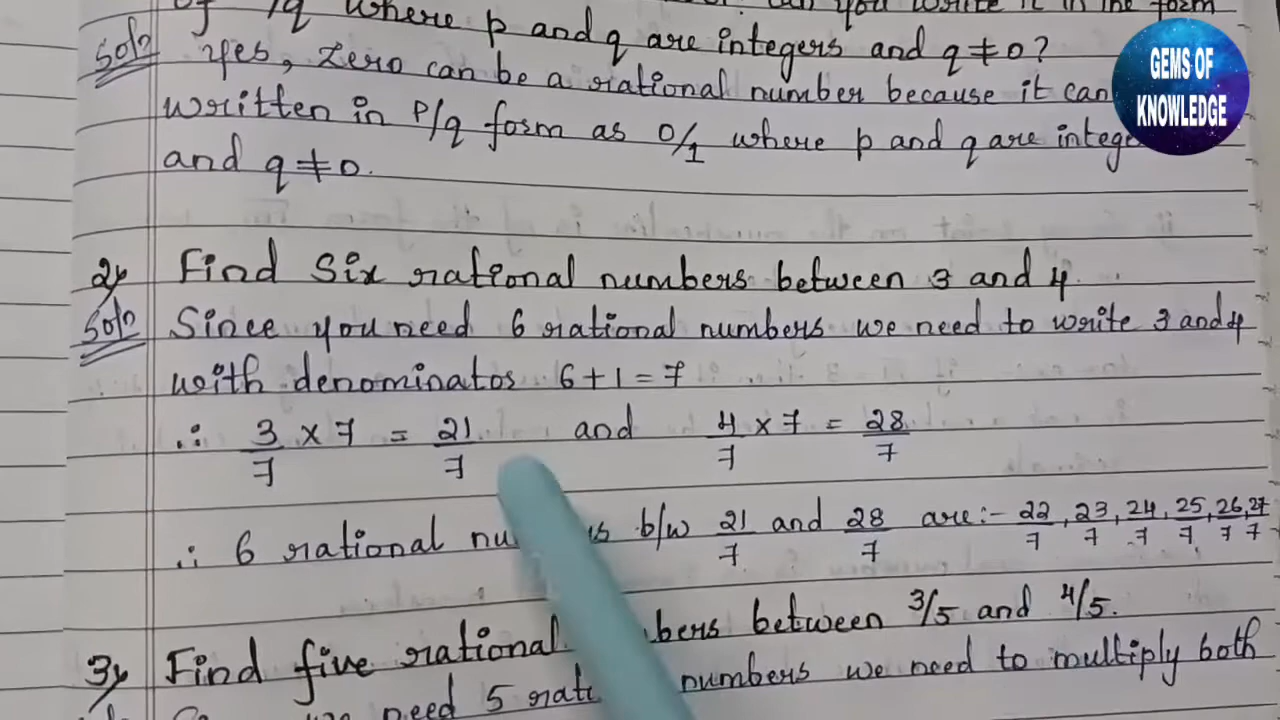 where p and q are integers and q ≠ 0?
Soln Yes, zero can be a rational number because it can
written in P/q form as 0/1 where p and q are
and q ≠ 0.
2y Find Six rational numbers between 3 and 4.
Soln Since you need 6 rational numbers we need to write 3 and 4
with denominatos 6+1=7
∴ 3/7 × 7 = 21/7 and 4/7 × 7 = 28/7
∴ 6 rational b/w 21/7 and 28/7 are:- 22/7, 23/7, 24/7, 25/7, 26/7, 27/7
3y Find five rational between 3/5 and 4/5.
need 5 numbers we need to multiply both
GEMS OF
KNOWLEDGE